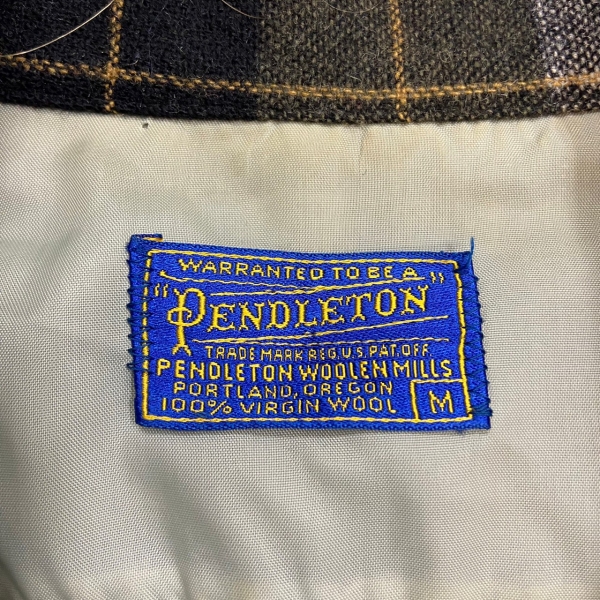 WARRANTED TO BE A
"PENDLETON"
TRADE MARK REG. U.S. PAT. OFF.
PENDLETON WOOLEN MILLS
PORTLAND, OREGON
100% VIRGIN WOOL M